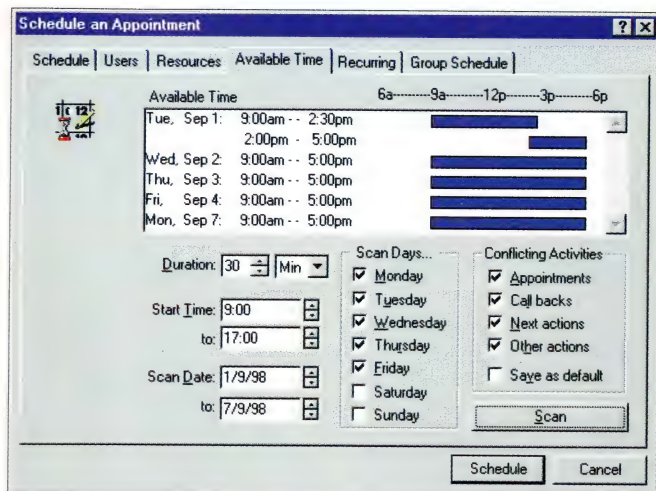 Schedule an Appointment
Schedule Users Resources Available Time Recurring Group Schedule
Available Time 6a--------9a-------12p-------3p-------6p
Tue, Sep 1: 9:00am - - 2:30pm
2:00pm - 5:00pm
Wed, Sep 2: 9:00am - - 5:00pm
Thu, Sep 3: 9:00am - - 5:00pm
Fri, Sep 4: 9:00am - - 5:00pm
Mon, Sep 7: 9:00am - - 5:00pm
Duration: 30 Min
Start Time: 9:00
to: 17:00
Scan Date: 1/9/98
to: 7/9/98
Scan Days...
Monday
Tuesday
Wednesday
Thursday
Friday
Saturday
Sunday
Conflicting Activities
Appointments
Call backs
Next actions
Other actions
Save as default
Scan
Schedule Cancel